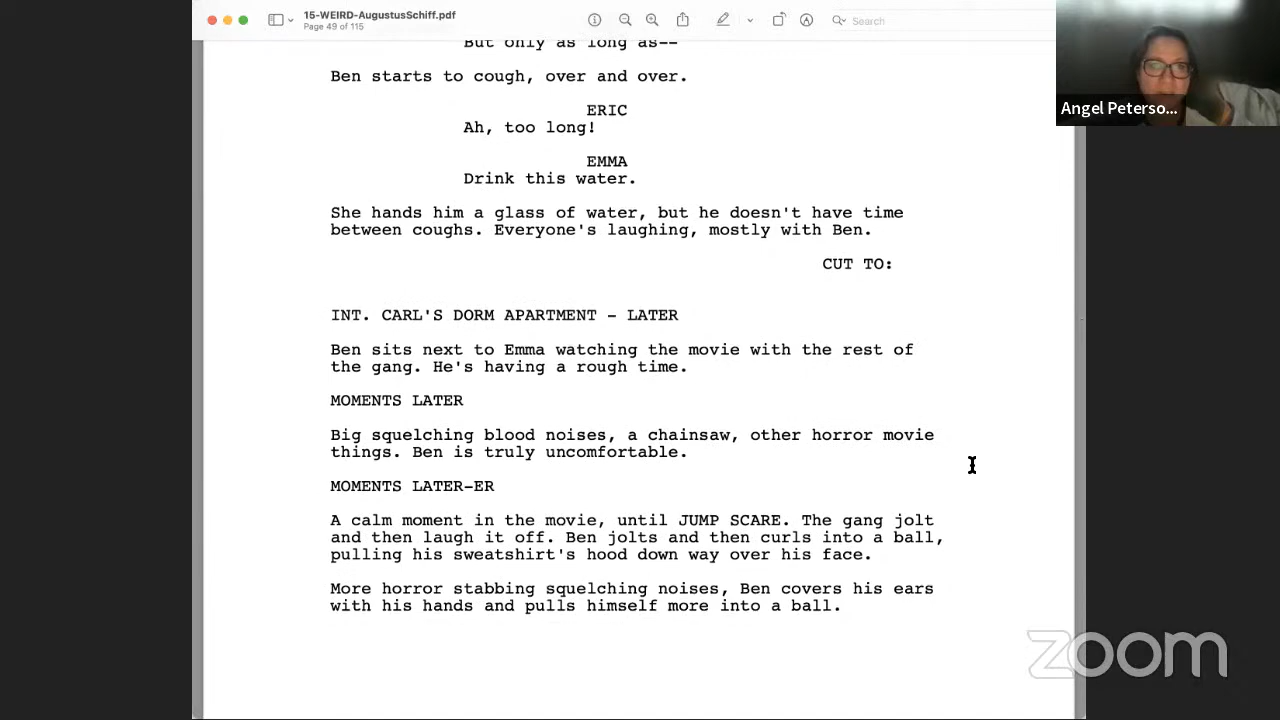 15-WEIRD-AugustusSchiff.pdf
Page 49 of 115
Search
But only as long as--
Ben starts to cough, over and over.
ERIC
Ah, too long!
EMMA
Drink this water.
She hands him a glass of water, but he doesn't have time
between coughs. Everyone's laughing, mostly with Ben.
CUT TO:
INT. CARL'S DORM APARTMENT - LATER
Ben sits next to Emma watching the movie with the rest of
the gang. He's having a rough time.
MOMENTS LATER
Big squelching blood noises, a chainsaw, other horror movie
things. Ben is truly uncomfortable.
MOMENTS LATER-ER
A calm moment in the movie, until JUMP SCARE. The gang jolt
and then laugh it off. Ben jolts and then curls into a ball,
pulling his sweatshirt's hood down way over his face.
More horror stabbing squelching noises, Ben covers his ears
with his hands and pulls himself more into a ball.
Angel Peterso...
zoom